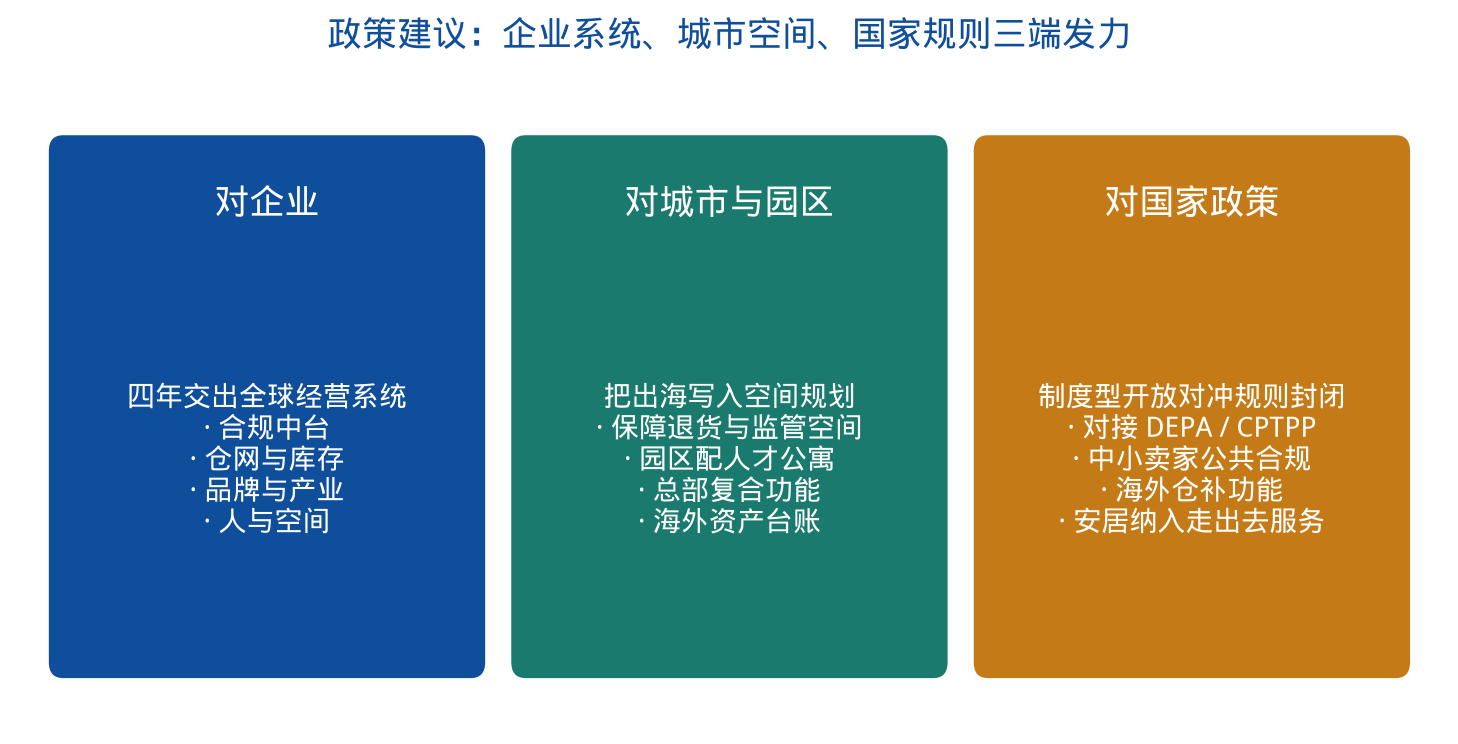 政策建议：企业系统、城市空间、国家规则三端发力
对企业
四年交出全球经营系统
· 合规中台
· 仓网与库存
· 品牌与产业
· 人与空间
对城市与园区
把出海写入空间规划
· 保障退货与监管空间
· 园区配人才公寓
· 总部复合功能
· 海外资产台账
对国家政策
制度型开放对冲规则封闭
· 对接 DEPA / CPTPP
· 中小卖家公共合规
· 海外仓补功能
· 安居纳入走出去服务